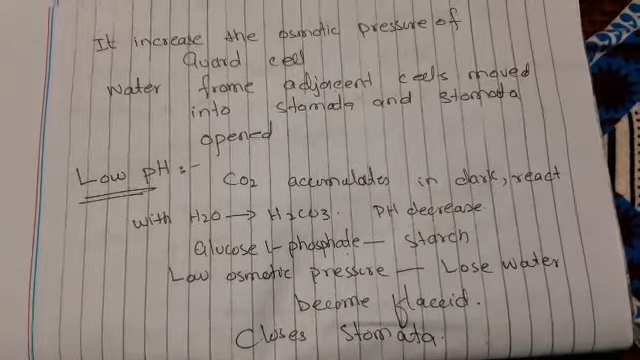 It increase the osmotic pressure of
Guard cell
Water frome adjacent cells moved
into stomata and stomata
opened
Low pH :-
CO2 accumulates in dark, react
with H2O → H2CO3. PH decrease
Glucose 1-phosphate — starch
Low osmotic pressure — Lose water
become flaccid.
Closes stomata.